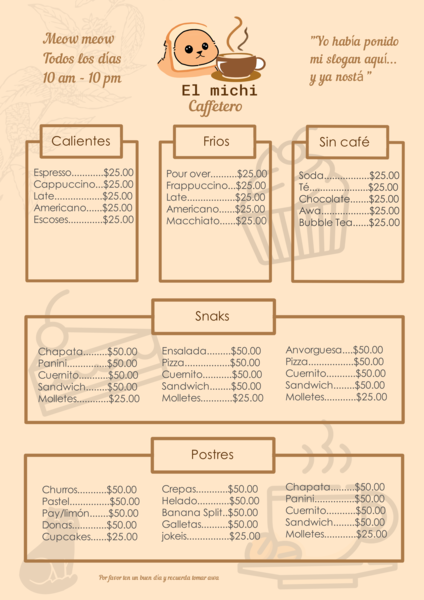 Meow meow
Todos los días
10 am - 10 pm
El michi
Caffetero
"Yo había ponido
mi slogan aquí...
y ya nostá"
Calientes
Espresso............$25.00
Cappuccino...$25.00
Late.................$25.00
Americano......$25.00
Escoses............$25.00
Frios
Pour over..........$25.00
Frappuccino...$25.00
Late.................$25.00
Americano......$25.00
Macchiato......$25.00
Sin café
Soda................$25.00
Té....................$25.00
Chocolate......$25.00
Awa................$25.00
Bubble Tea.....$25.00
Snaks
Chapata.........$50.00
Panini..............$50.00
Cuernito..........$50.00
Sandwich.......$50.00
Molletes..........$25.00
Ensalada........$50.00
Pizza................$50.00
Cuernito..........$50.00
Sandwich.......$50.00
Molletes..........$25.00
Anvorguesa....$50.00
Pizza................$50.00
Cuernito..........$50.00
Sandwich.......$50.00
Molletes..........$25.00
Postres
Churros...........$50.00
Pastel..............$50.00
Pay/limón......$50.00
Donas.............$50.00
Cupcakes.....$25.00
Crepas............$50.00
Helado............$50.00
Banana Split..$50.00
Galletas..........$50.00
jokeis..............$25.00
Chapata.........$50.00
Panini..............$50.00
Cuernito..........$50.00
Sandwich.......$50.00
Molletes..........$25.00
Por favor ten un buen día y recuerda tomar awa